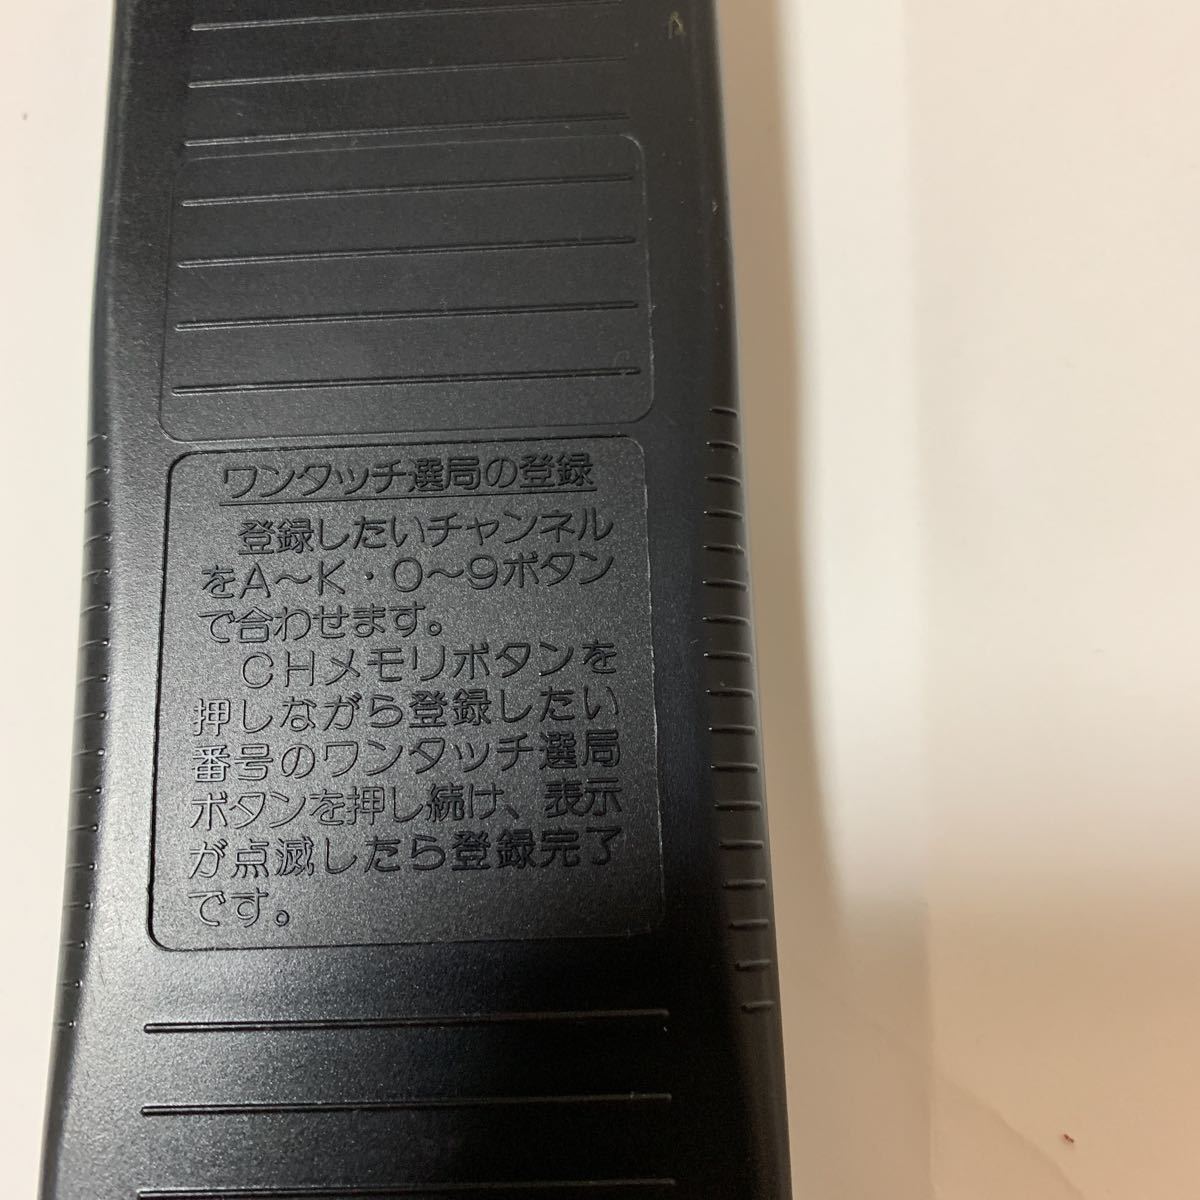 ワンタッチ選局の登録
登録したいチャンネル
をA〜K・0〜9ボタン
で合わせます。
CHメモリボタンを
押しながら登録したい
番号のワンタッチ選局
ボタンを押し続け、表示
が点滅したら登録完了
です。